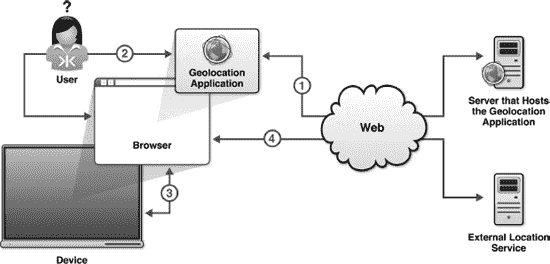 ?
User
2
Geolocation
Application
1
Browser
3
4
Web
Device
Server that Hosts
the Geolocation
Application
External Location
Service